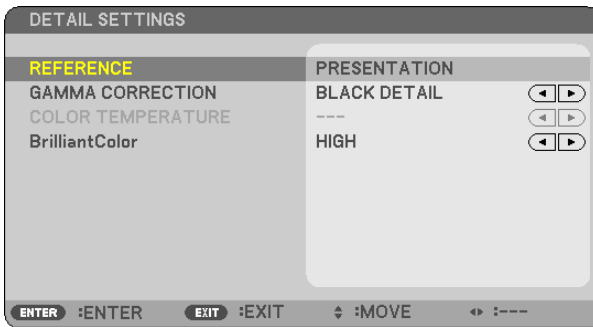 DETAIL SETTINGS
REFERENCE PRESENTATION
GAMMA CORRECTION BLACK DETAIL
COLOR TEMPERATURE ---
BrilliantColor HIGH
ENTER :ENTER EXIT :EXIT :MOVE :---